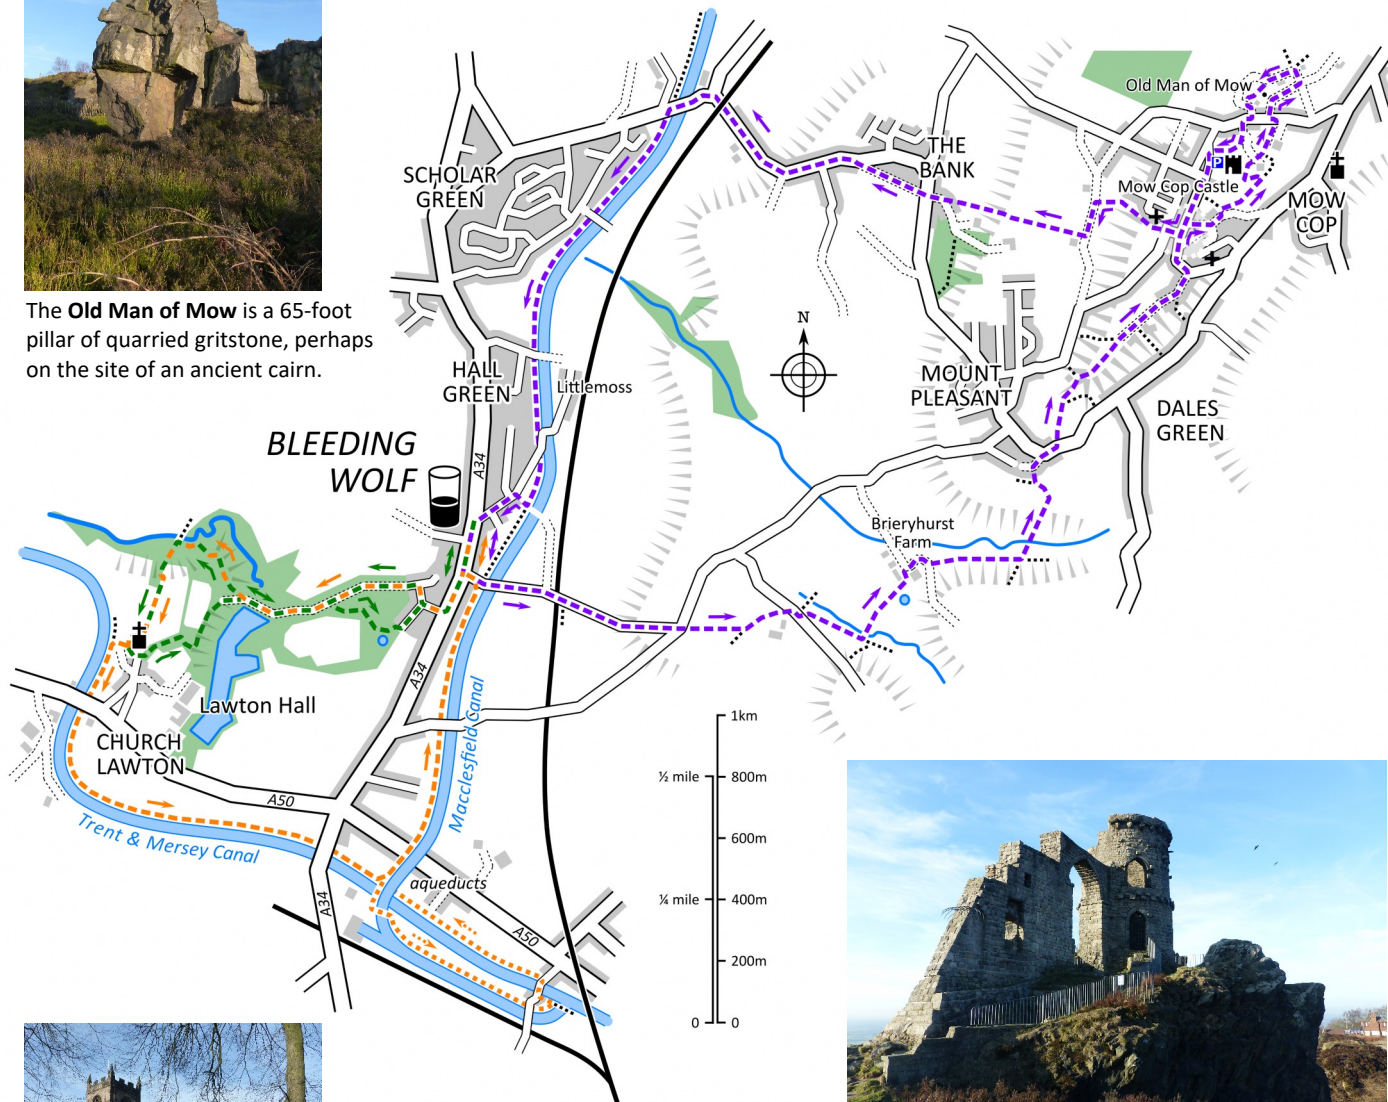 The Old Man of Mow is a 65-foot
pillar of quarried gritstone, perhaps
on the site of an ancient cairn.
Old Man of Mow
THE
BANK
SCHOLAR
GREEN
P
Mow Cop Castle
MOW
COP
N
HALL
GREEN
Littlemoss
MOUNT
PLEASANT
DALES
GREEN
BLEEDING
WOLF
A34
Brieryhurst
Farm
A34
Lawton Hall
Macclesfield Canal
CHURCH
LAWTON
A50
Trent & Mersey Canal
aqueducts
A34
A50
1km
½ mile
800m
600m
¼ mile
400m
200m
0
0